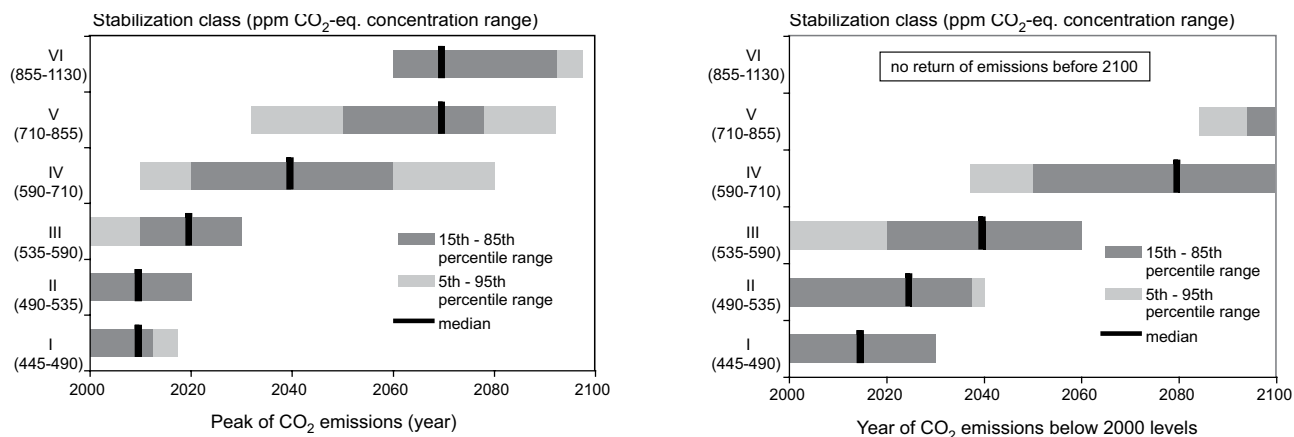 Stabilization class (ppm CO2-eq. concentration range)
VI
(855-1130)
V
(710-855)
IV
(590-710)
III
(535-590)
II
(490-535)
I
(445-490)
15th - 85th
percentile range
5th - 95th
percentile range
median
2000 2020 2040 2060 2080 2100
Peak of CO2 emissions (year)
Stabilization class (ppm CO2-eq. concentration range)
VI
(855-1130)
no return of emissions before 2100
V
(710-855)
IV
(590-710)
III
(535-590)
II
(490-535)
I
(445-490)
15th - 85th
percentile range
5th - 95th
percentile range
median
2000 2020 2040 2060 2080 2100
Year of CO2 emissions below 2000 levels